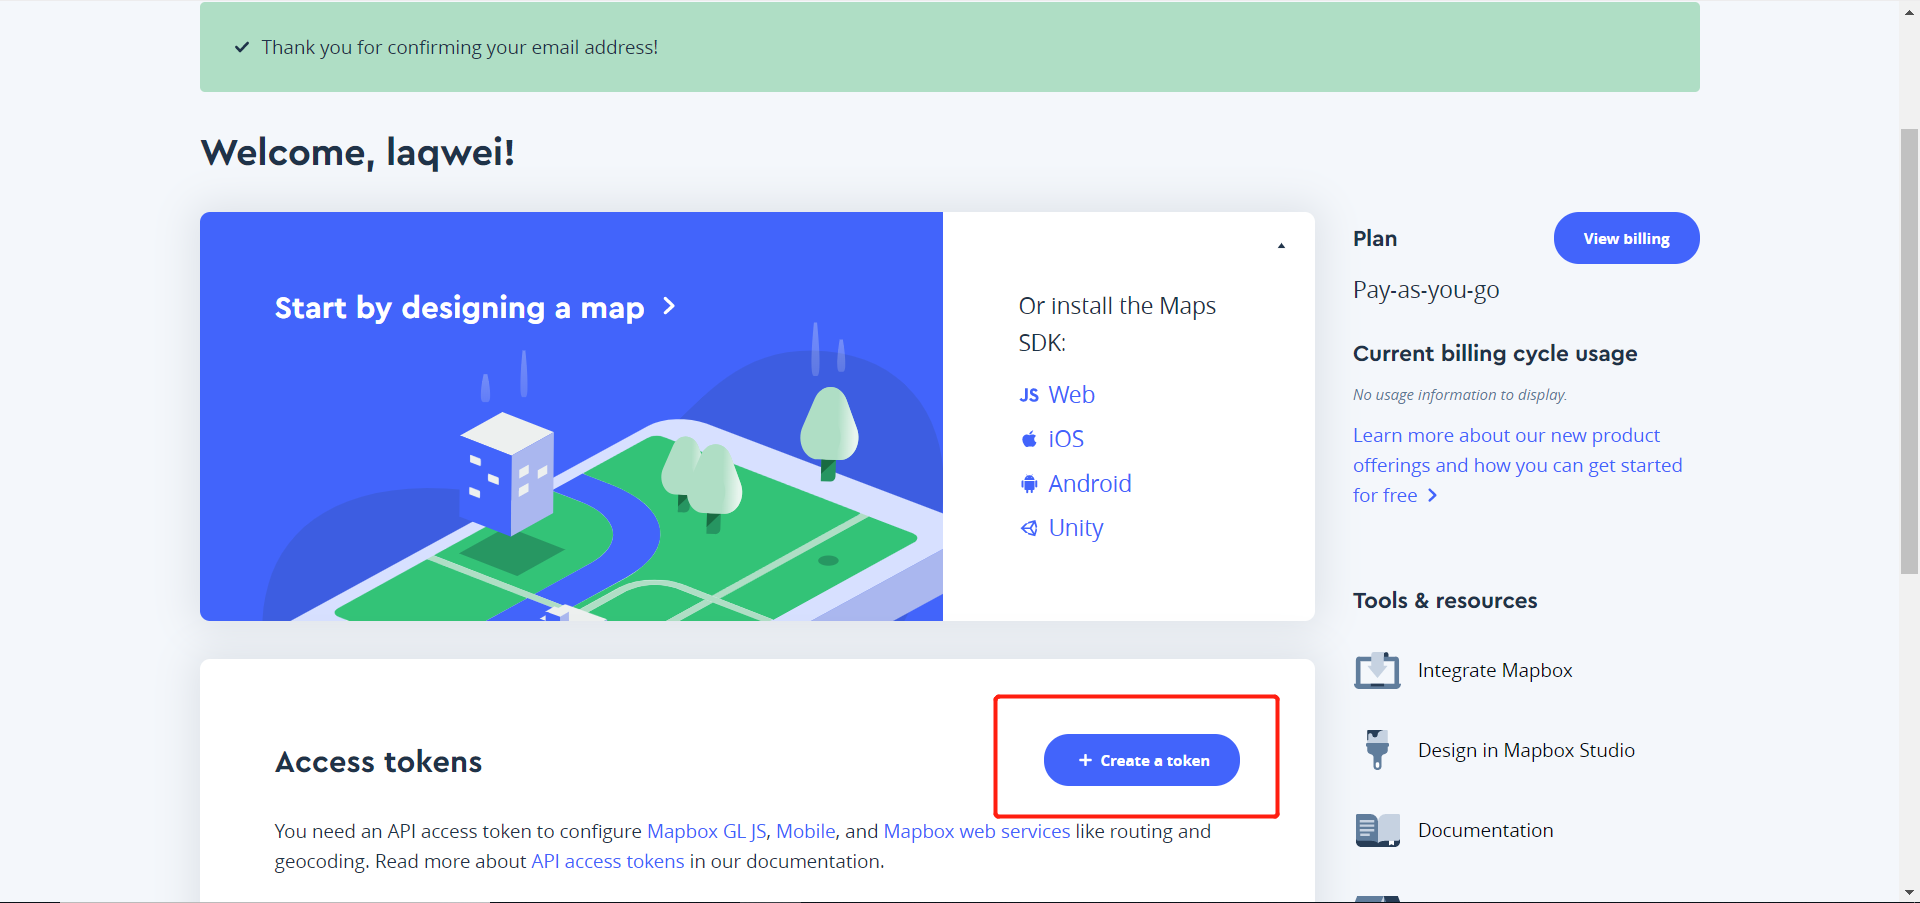 Thank you for confirming your email address!
Welcome, laqwei!
Start by designing a map
Or install the Maps
SDK:
JS Web
iOS
Android
Unity
Plan
View billing
Pay-as-you-go
Current billing cycle usage
No usage information to display.
Learn more about our new product
offerings and how you can get started
for free
Tools & resources
Integrate Mapbox
Design in Mapbox Studio
Documentation
Access tokens
+ Create a token
You need an API access token to configure Mapbox GL JS, Mobile, and Mapbox web services like routing and
geocoding. Read more about API access tokens in our documentation.